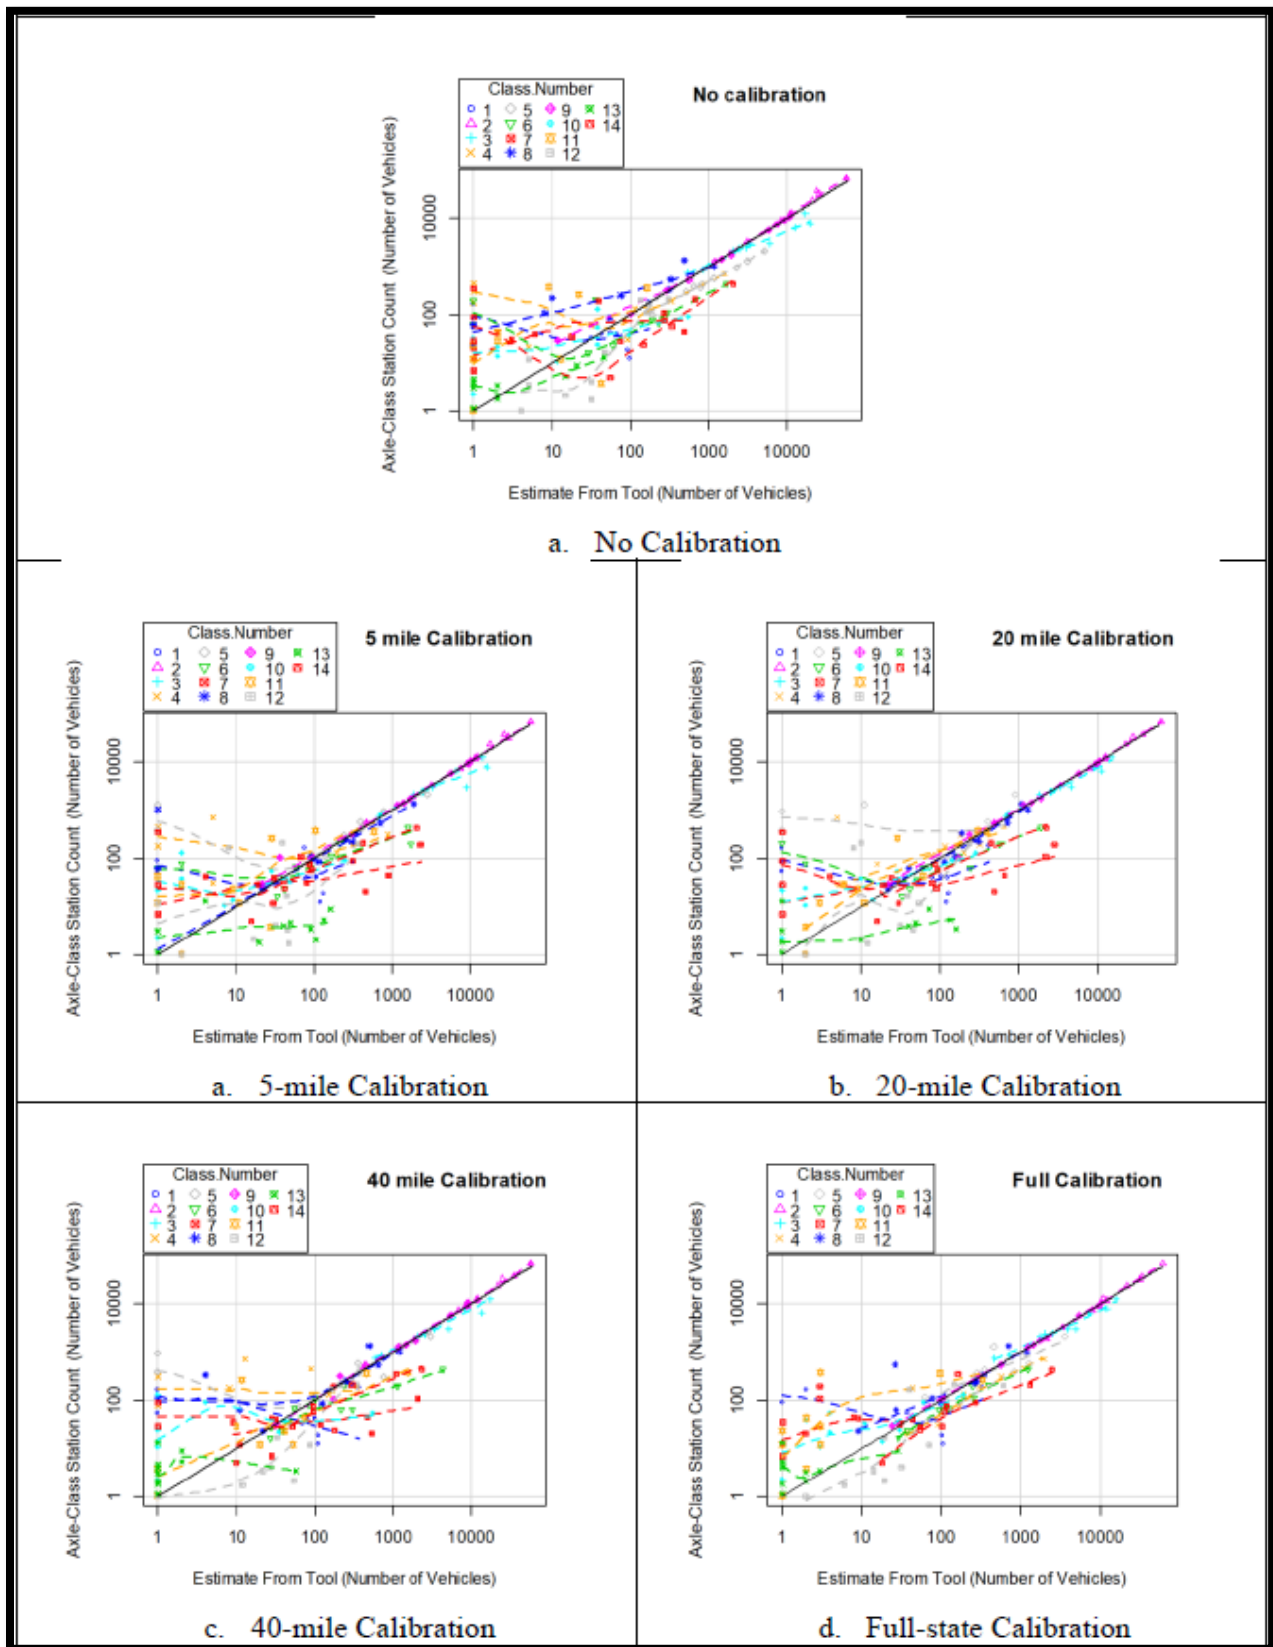 No calibration
Class.Number
1 5 9 13
2 6 10 14
3 7 11
4 8 12
Axle-Class Station Count (Number of Vehicles)
10000
100
1
1 10 100 1000 10000
Estimate From Tool (Number of Vehicles)
a. No Calibration
5 mile Calibration
Class.Number
1 5 9 13
2 6 10 14
3 7 11
4 8 12
Axle-Class Station Count (Number of Vehicles)
10000
100
1
1 10 100 1000 10000
Estimate From Tool (Number of Vehicles)
a. 5-mile Calibration
20 mile Calibration
Class.Number
1 5 9 13
2 6 10 14
3 7 11
4 8 12
Axle-Class Station Count (Number of Vehicles)
10000
100
1
1 10 100 1000 10000
Estimate From Tool (Number of Vehicles)
b. 20-mile Calibration
40 mile Calibration
Class.Number
1 5 9 13
2 6 10 14
3 7 11
4 8 12
Axle-Class Station Count (Number of Vehicles)
10000
100
1
1 10 100 1000 10000
Estimate From Tool (Number of Vehicles)
c. 40-mile Calibration
Full Calibration
Class.Number
1 5 9 13
2 6 10 14
3 7 11
4 8 12
Axle-Class Station Count (Number of Vehicles)
10000
100
1
1 10 100 1000 10000
Estimate From Tool (Number of Vehicles)
d. Full-state Calibration